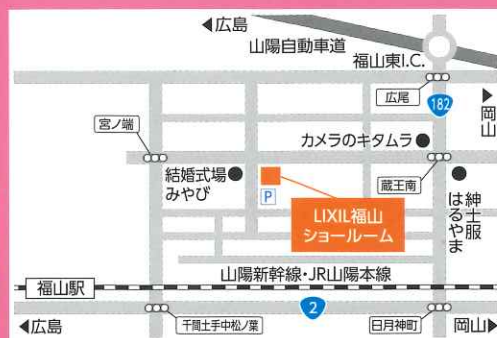 ◀広島
山陽自動車道
福山東I.C.
広尾
182
▶岡山
宮ノ端
カメラのキタムラ
結婚式場
みやび
P
蔵王南
紳士服
はるやま
LIXIL福山
ショールーム
山陽新幹線・JR山陽本線
福山駅
2
◀広島
千間土手中松ノ葉
日月神町
岡山▶